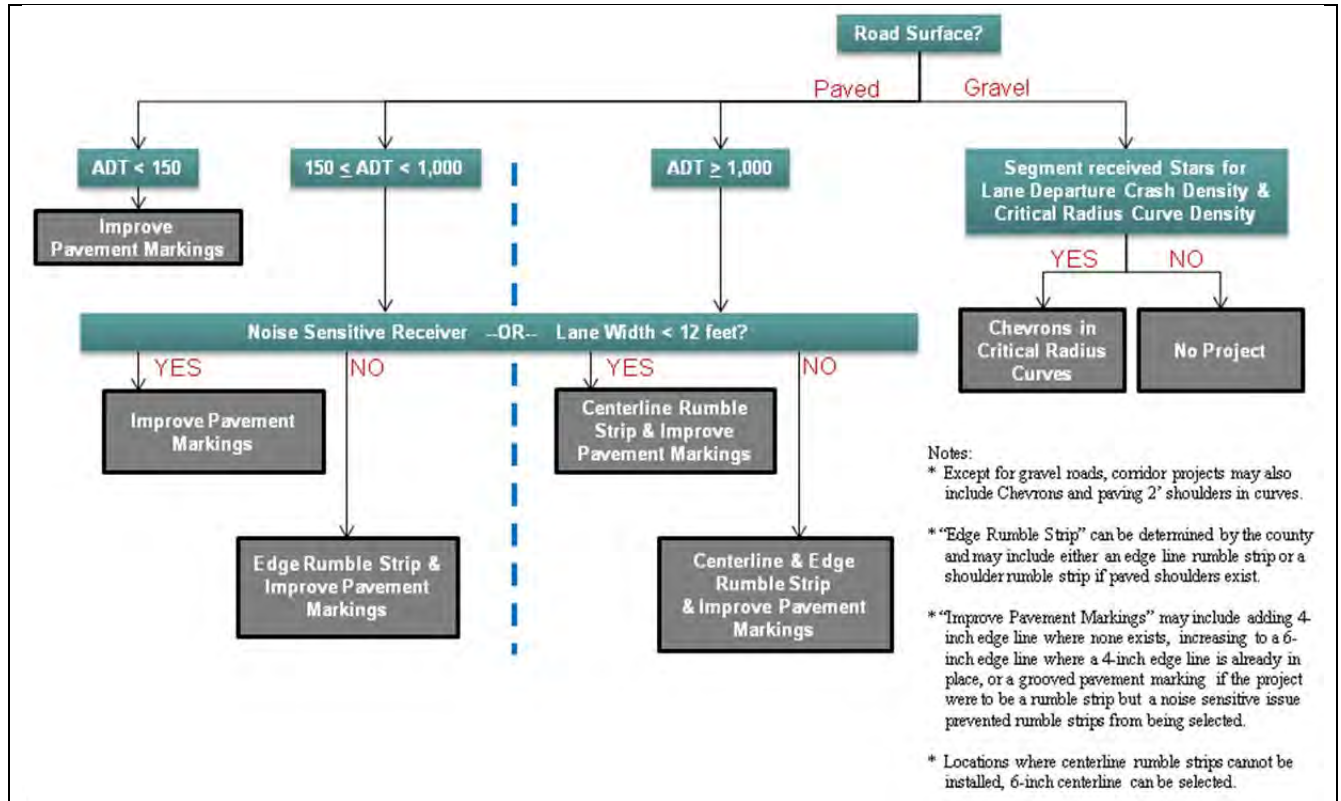 Road Surface?
Paved
Gravel
ADT < 150
150 ≤ ADT < 1,000
ADT ≥ 1,000
Segment received Stars for
Lane Departure Crash Density &
Critical Radius Curve Density
Improve
Pavement Markings
YES
NO
Noise Sensitive Receiver --OR-- Lane Width < 12 feet?
Chevrons in
Critical Radius
Curves
No Project
YES
NO
YES
NO
Improve Pavement
Markings
Centerline Rumble
Strip & Improve
Pavement Markings
Edge Rumble Strip &
Improve Pavement
Markings
Centerline & Edge
Rumble Strip
& Improve Pavement
Markings
Notes:
* Except for gravel roads, corridor projects may also
include Chevrons and paving 2' shoulders in curves.
* "Edge Rumble Strip" can be determined by the county
and may include either an edge line rumble strip or a
shoulder rumble strip if paved shoulders exist.
* "Improve Pavement Markings" may include adding 4-
inch edge line where none exists, increasing to a 6-
inch edge line where a 4-inch edge line is already in
place, or a grooved pavement marking if the project
were to be a rumble strip but a noise sensitive issue
prevented rumble strips from being selected.
* Locations where centerline rumble strips cannot be
installed, 6-inch centerline can be selected.